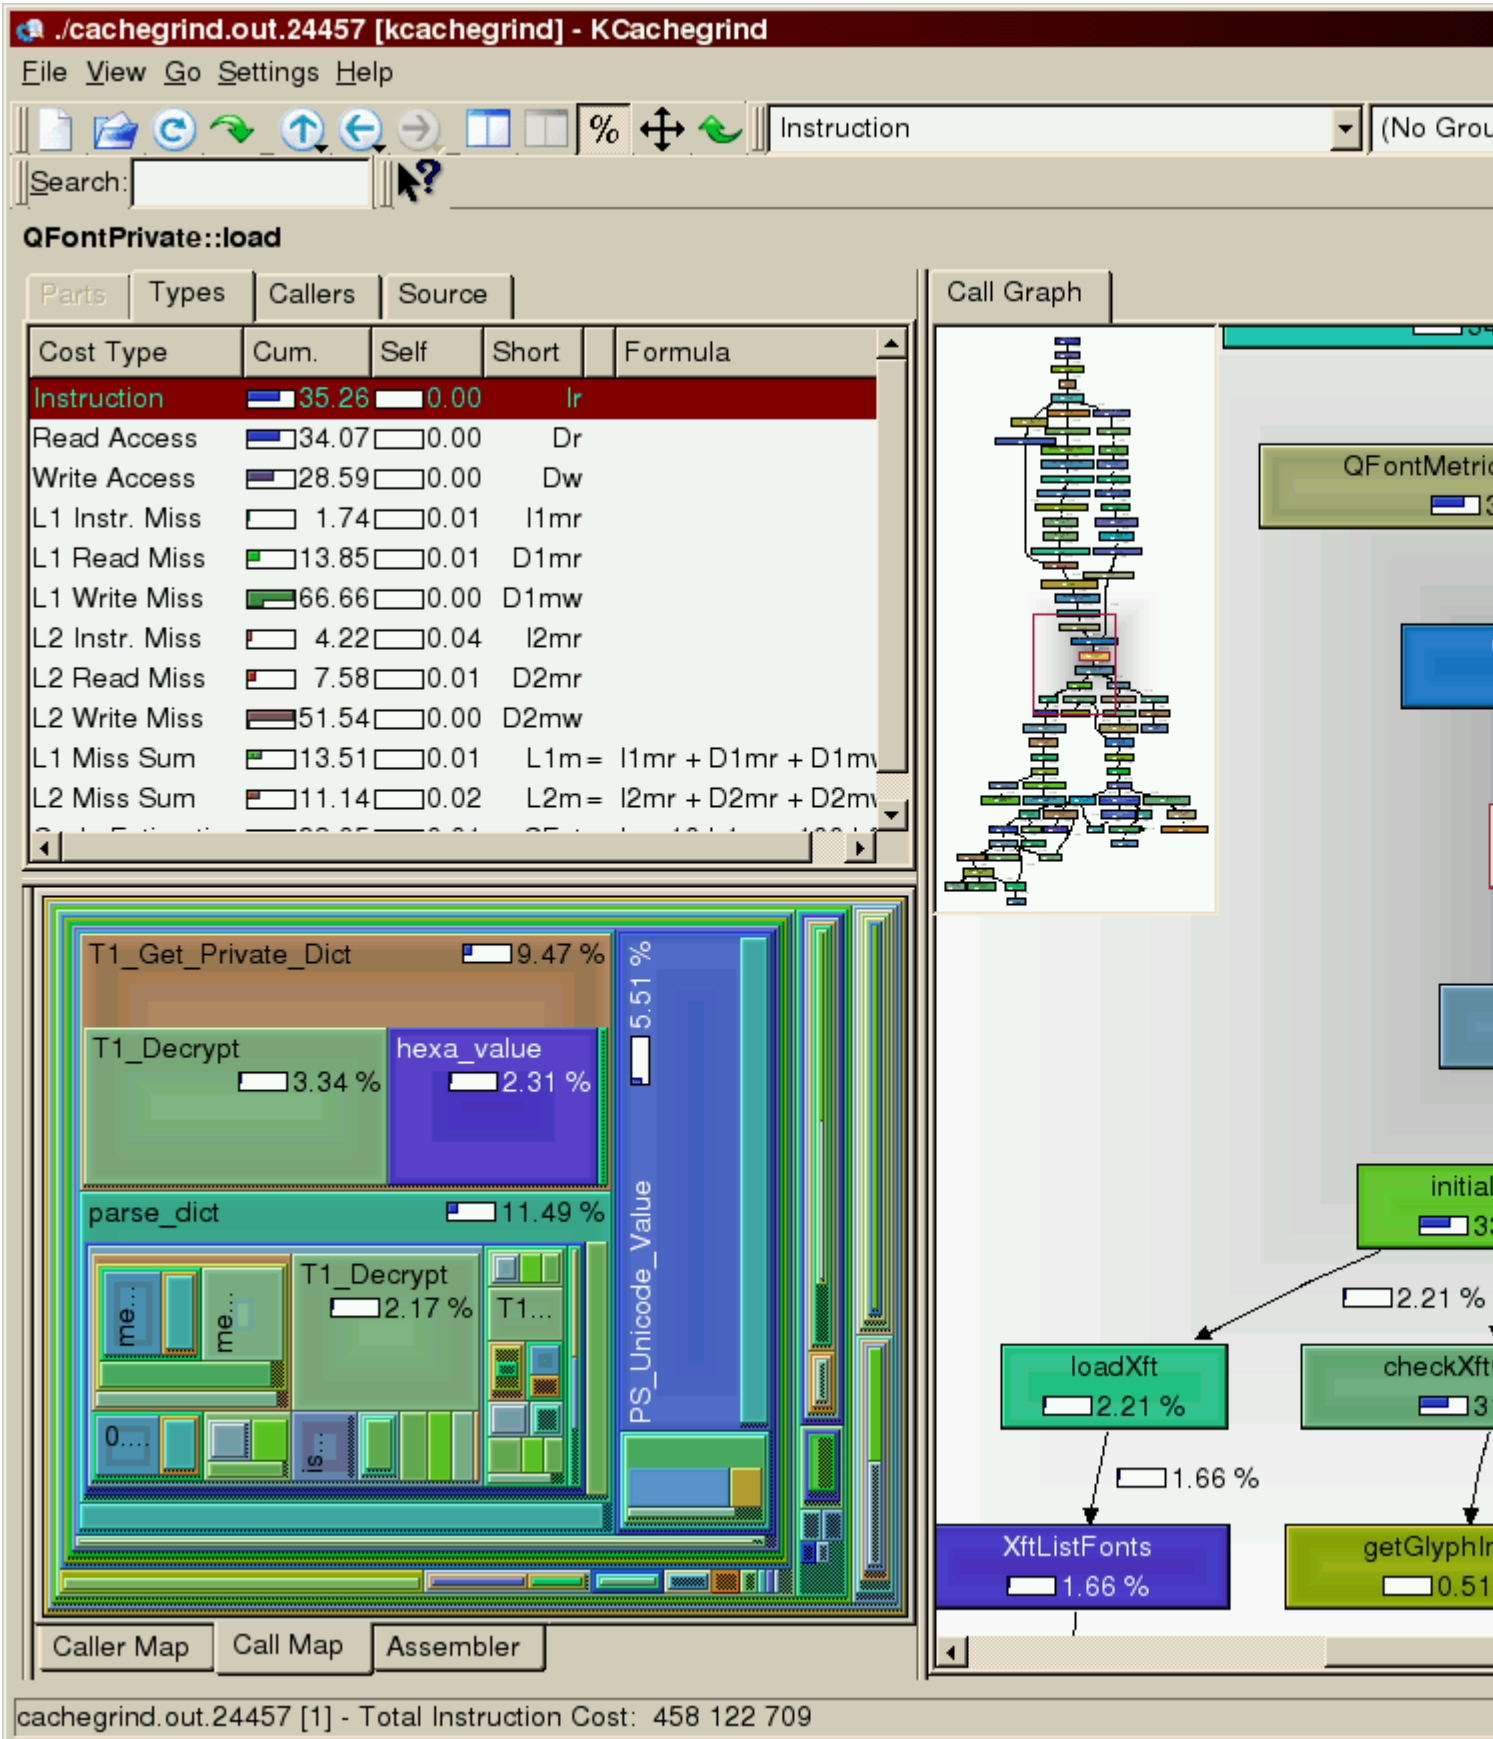 ./cachegrind.out.24457 [kcachegrind] - KCachegrind
File View Go Settings Help
% Instruction (No Grou
Search: ?
QFontPrivate::load
Parts Types Callers Source
Cost Type Cum. Self Short Formula
Instruction 35.26 0.00 Ir
Read Access 34.07 0.00 Dr
Write Access 28.59 0.00 Dw
L1 Instr. Miss 1.74 0.01 I1mr
L1 Read Miss 13.85 0.01 D1mr
L1 Write Miss 66.66 0.00 D1mw
L2 Instr. Miss 4.22 0.04 I2mr
L2 Read Miss 7.58 0.01 D2mr
L2 Write Miss 51.54 0.00 D2mw
L1 Miss Sum 13.51 0.01 L1m = I1mr + D1mr + D1mw
L2 Miss Sum 11.14 0.02 L2m = I2mr + D2mr + D2mw
T1_Get_Private_Dict 9.47 %
T1_Decrypt
3.34 %
hexa_value
2.31 %
parse_dict 11.49 %
me...
me...
T1_Decrypt
2.17 %
T1...
0....
is...
PS_Unicode_Value 5.51 %
Caller Map Call Map Assembler
Call Graph
QFontMetric
3
initial
33
2.21 %
loadXft
2.21 %
checkXft
3
1.66 %
XftListFonts
1.66 %
getGlyphIn
0.51
cachegrind.out.24457 [1] - Total Instruction Cost: 458 122 709